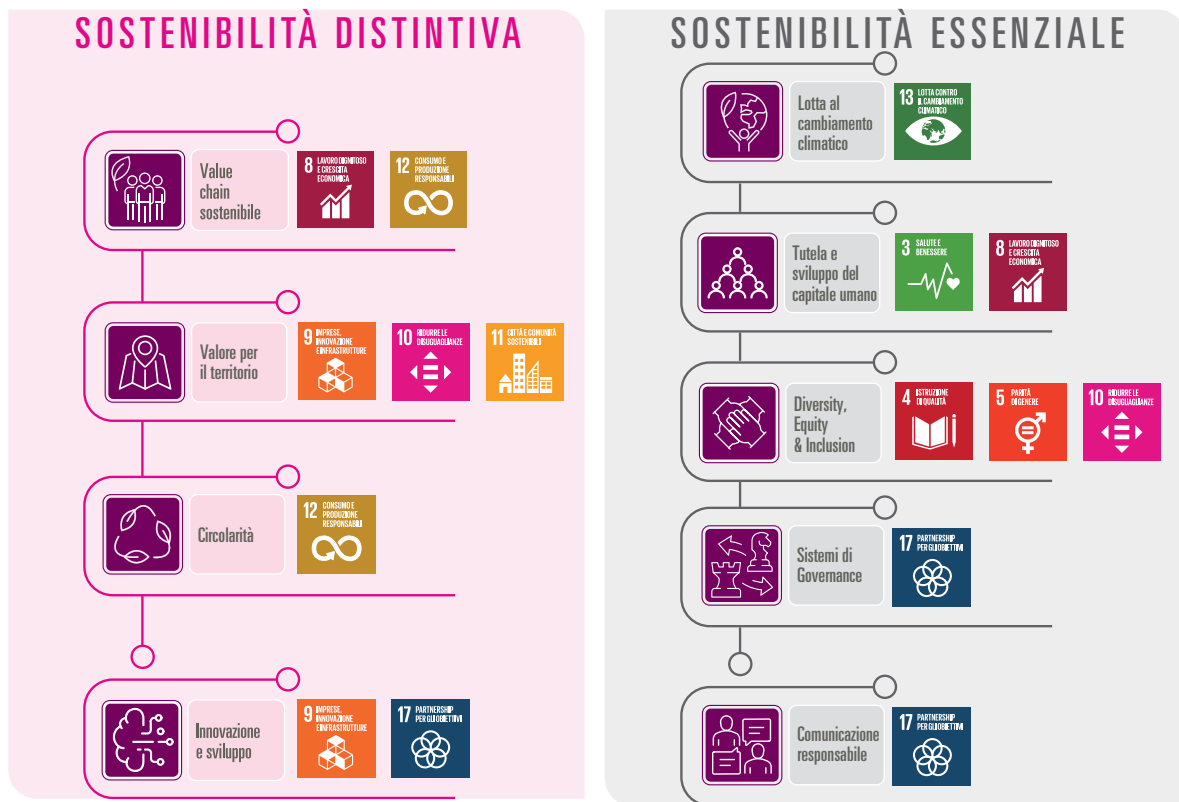 SOSTENIBILITÀ DISTINTIVA
Value
chain
sostenibile
8 LAVORO DIGNITOSO
E CRESCITA
ECONOMICA
12 CONSUMO E
PRODUZIONE
RESPONSABILI
Valore per
il territorio
9 IMPRESE,
INNOVAZIONE
E INFRASTRUTTURE
10 RIDURRE LE
DISUGUAGLIANZE
11 CITTÀ E COMUNITÀ
SOSTENIBILI
Circolarità
12 CONSUMO E
PRODUZIONE
RESPONSABILI
Innovazione
e sviluppo
9 IMPRESE,
INNOVAZIONE
E INFRASTRUTTURE
17 PARTNERSHIP
PER GLI OBIETTIVI
SOSTENIBILITÀ ESSENZIALE
Lotta al
cambiamento
climatico
13 LOTTA CONTRO
IL CAMBIAMENTO
CLIMATICO
Tutela e
sviluppo del
capitale umano
3 SALUTE E
BENESSERE
8 LAVORO DIGNITOSO
E CRESCITA
ECONOMICA
Diversity,
Equity
& Inclusion
4 ISTRUZIONE
DI QUALITÀ
5 PARITÀ
DI GENERE
10 RIDURRE LE
DISUGUAGLIANZE
Sistemi di
Governance
17 PARTNERSHIP
PER GLI OBIETTIVI
Comunicazione
responsabile
17 PARTNERSHIP
PER GLI OBIETTIVI